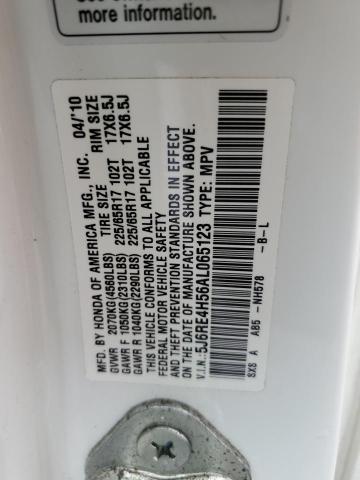 more information.
MFD. BY HONDA OF AMERICA MFG., INC. 04/'10
TIRE SIZE RIM SIZE
GVWR 2070KG(4560LBS)
GAWR F 1050KG(2310LBS) 225/65R17 102T 17X6.5J
GAWR R 1040KG(2290LBS) 225/65R17 102T 17X6.5J
THIS VEHICLE CONFORMS TO ALL APPLICABLE
FEDERAL MOTOR VEHICLE SAFETY
AND THEFT PREVENTION STANDARDS IN EFFECT
ON THE DATE OF MANUFACTURE SHOWN ABOVE.
V.I.N.:5J6RE4H56AL065123 TYPE: MPV
SXS A A85 -NH578 -B-L